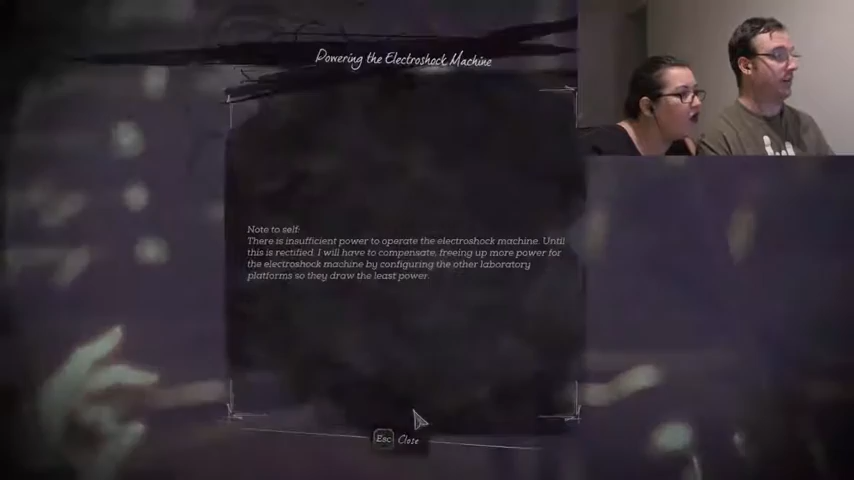 Powering the Electroshock Machine
Note to self:
There is insufficient power to operate the electroshock machine. Until
this is rectified, I will have to compensate, freeing up more power for
the electroshock machine by configuring the other laboratory
platforms so they draw the least power.
Esc Close